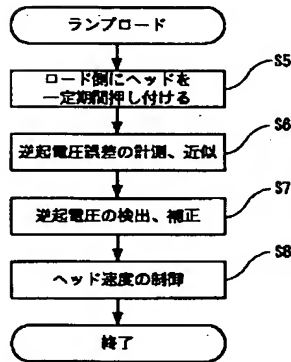 ランプロード
ロード側にヘッドを
一定期間押し付ける
S5
逆起電圧誤差の計測、近似
S6
逆起電圧の検出、補正
S7
ヘッド速度の制御
S8
終了